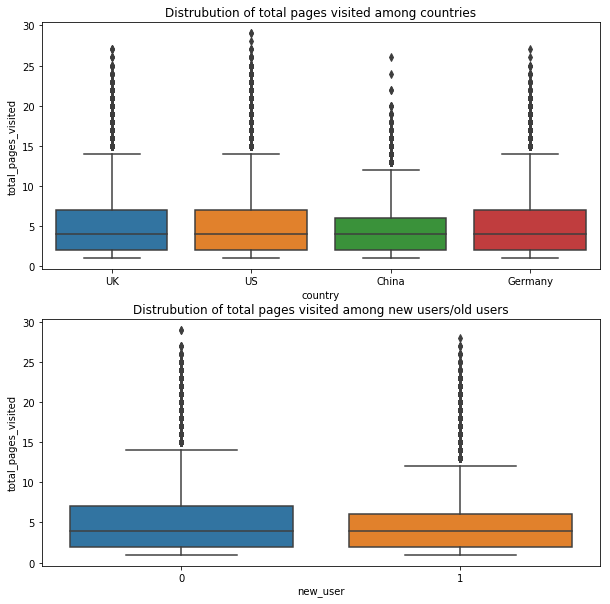 Distrubution of total pages visited among countries
total_pages_visited
30
25
20
15
10
5
0
UK US China Germany
country
Distrubution of total pages visited among new users/old users
total_pages_visited
30
25
20
15
10
5
0
0 1
new_user